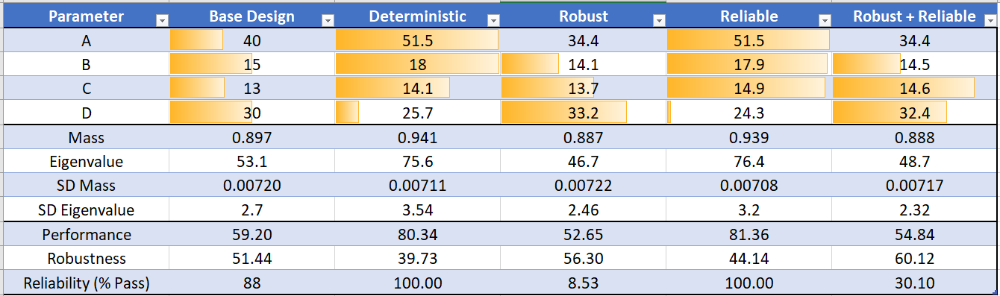 Parameter Base Design Deterministic Robust Reliable Robust + Reliable
A 40 51.5 34.4 51.5 34.4
B 15 18 14.1 17.9 14.5
C 13 14.1 13.7 14.9 14.6
D 30 25.7 33.2 24.3 32.4
Mass 0.897 0.941 0.887 0.939 0.888
Eigenvalue 53.1 75.6 46.7 76.4 48.7
SD Mass 0.00720 0.00711 0.00722 0.00708 0.00717
SD Eigenvalue 2.7 3.54 2.46 3.2 2.32
Performance 59.20 80.34 52.65 81.36 54.84
Robustness 51.44 39.73 56.30 44.14 60.12
Reliability (% Pass) 88 100.00 8.53 100.00 30.10